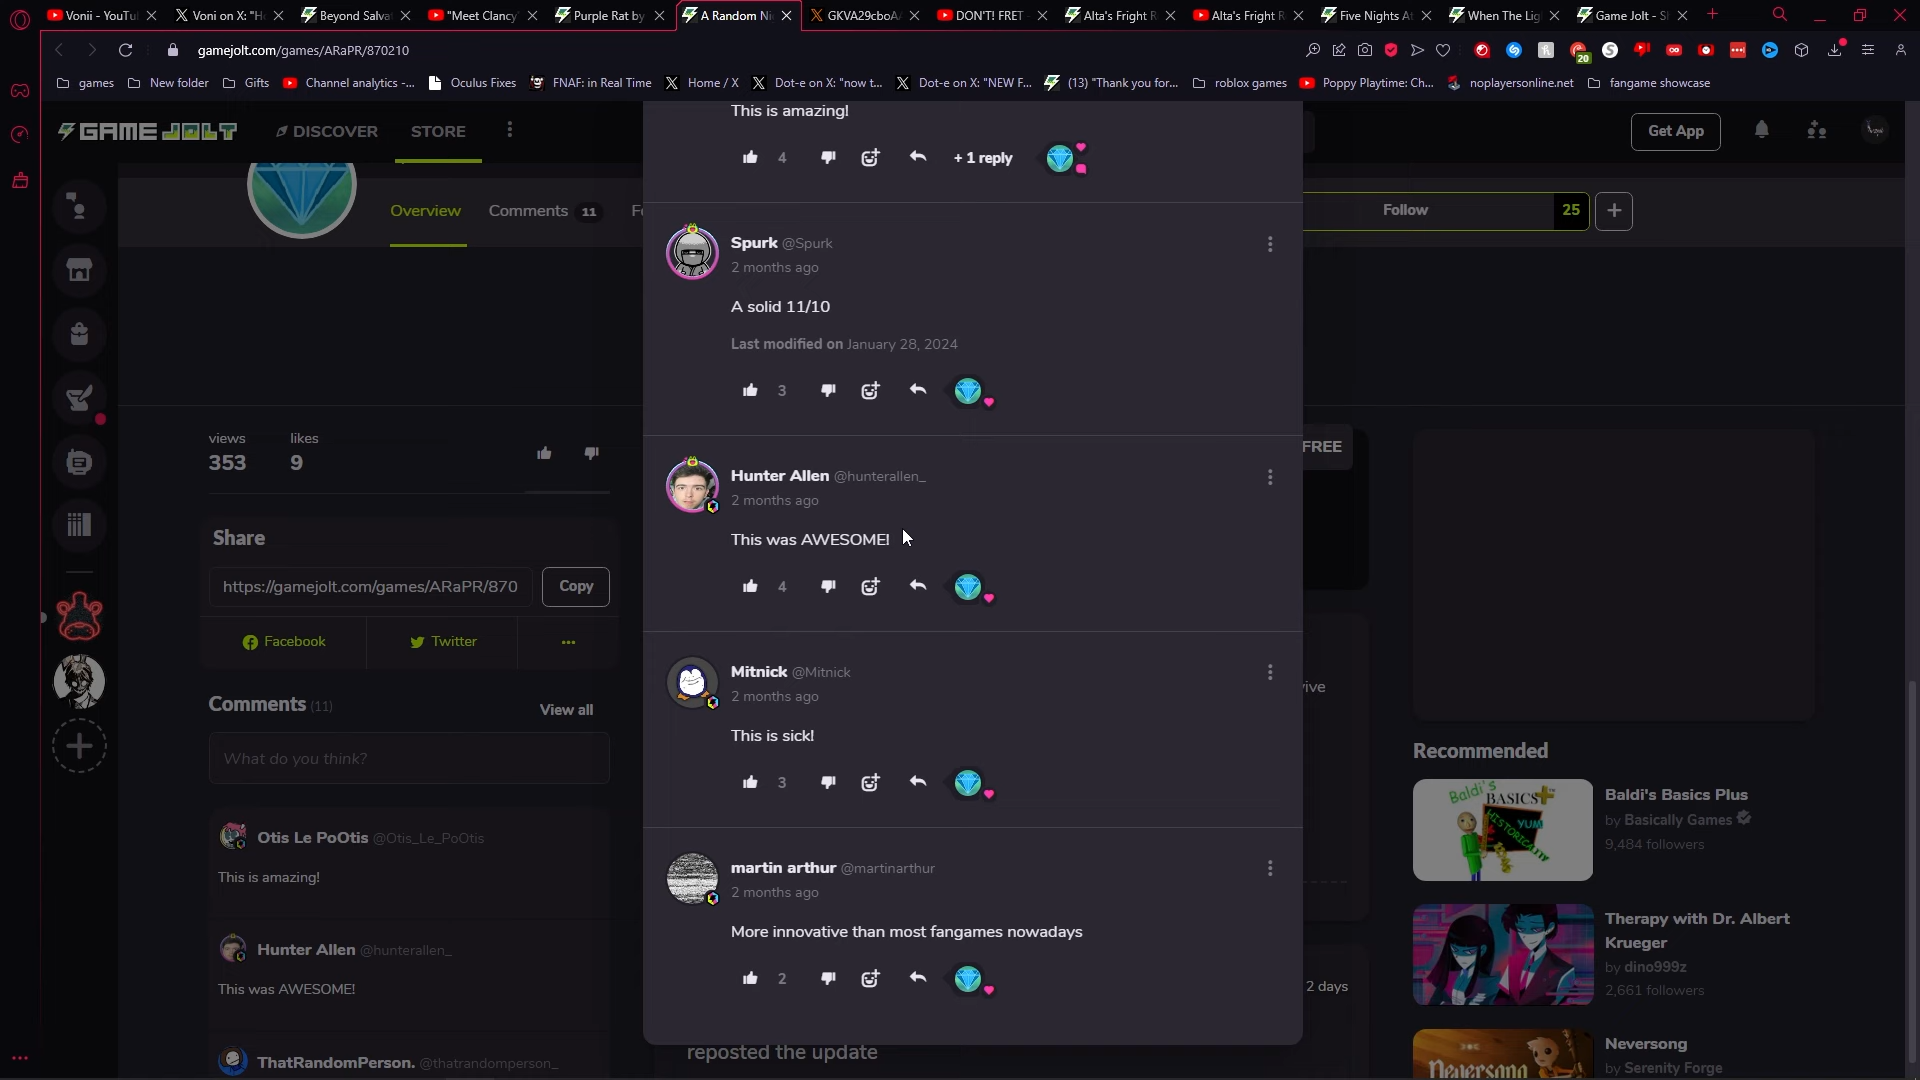 Vonii - YouTu
Voni on X: "He
Beyond Salva
"Meet Clancy
Purple Rat by
A Random Ni
GKVA29cboA
DON'T! FRET
Alta's Fright R
Alta's Fright R
Five Nights At
When The Lig
Game Jolt - S
gamejolt.com/games/ARaPR/870210
20
games
New folder
Gifts
Channel analytics -...
Oculus Fixes
FNAF: in Real Time
Home / X
Dot-e on X: "now t...
Dot-e on X: "NEW F...
(13) "Thank you for...
roblox games
Poppy Playtime: Ch...
noplayersonline.net
fangame showcase
GAME JOLT
DISCOVER
STORE
Get App
Overview
Comments 11
Follow
25
views
353
likes
9
Share
https://gamejolt.com/games/ARaPR/870
Copy
Facebook
Twitter
Comments (11)
View all
What do you think?
Otis Le PoOtis @Otis_Le_PoOtis
This is amazing!
Hunter Allen @hunterallen_
This was AWESOME!
ThatRandomPerson. @thatrandomperson_
This is amazing!
4
+ 1 reply
Spurk @Spurk
2 months ago
A solid 11/10
Last modified on January 28, 2024
3
Hunter Allen @hunterallen_
2 months ago
This was AWESOME!
4
Mitnick @Mitnick
2 months ago
This is sick!
3
martin arthur @martinarthur
2 months ago
More innovative than most fangames nowadays
2
reposted the update
FREE
vive
2 days
Recommended
Baldi's
BASICS+
YUM
HISTORICALLY
Baldi's Basics Plus
by Basically Games
9,484 followers
Therapy with Dr. Albert
Krueger
by dino999z
2,661 followers
Neversong
Neversong
by Serenity Forge